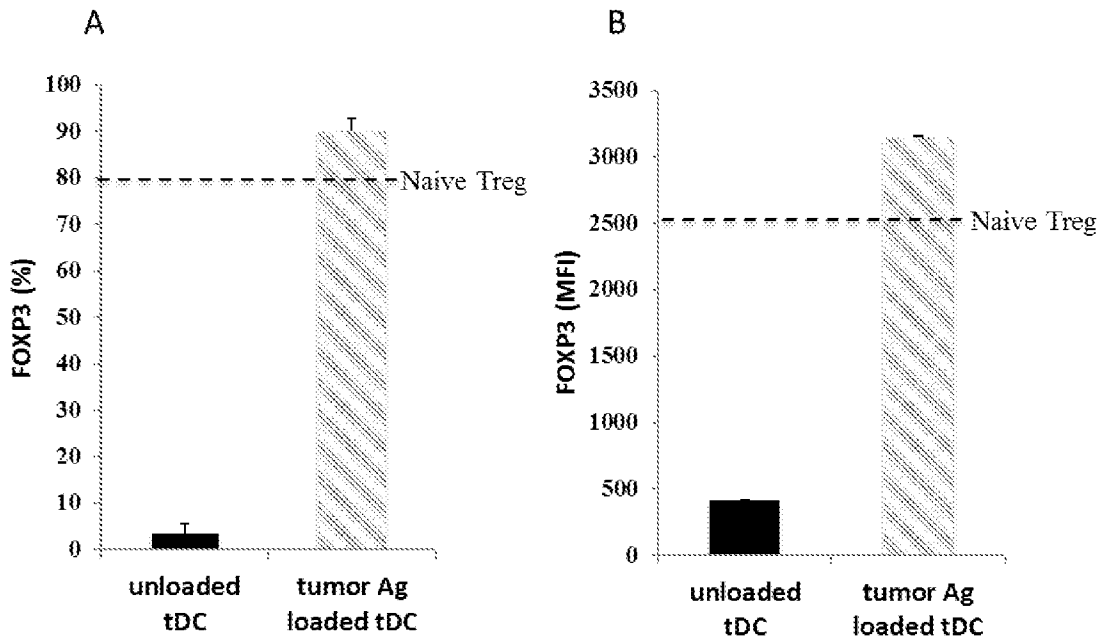 A
FOXP3 (%)
100
90
80
70
60
50
40
30
20
10
0
Naive Treg
unloaded
tDC
tumor Ag
loaded tDC
B
FOXP3 (MFI)
3500
3000
2500
2000
1500
1000
500
0
Naive Treg
unloaded
tDC
tumor Ag
loaded tDC